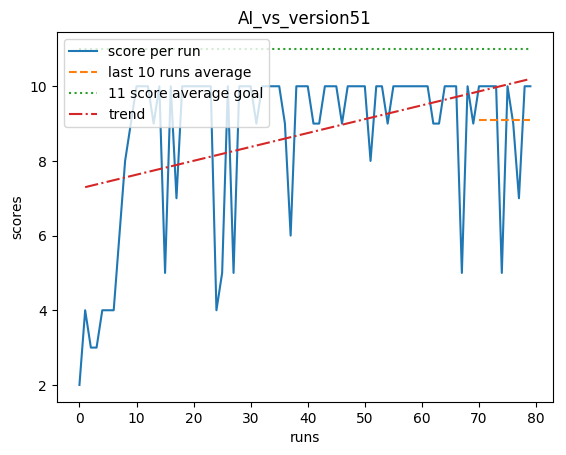 AI_vs_version51
score per run
last 10 runs average
11 score average goal
trend
scores
10
8
6
4
2
0 10 20 30 40 50 60 70 80
runs